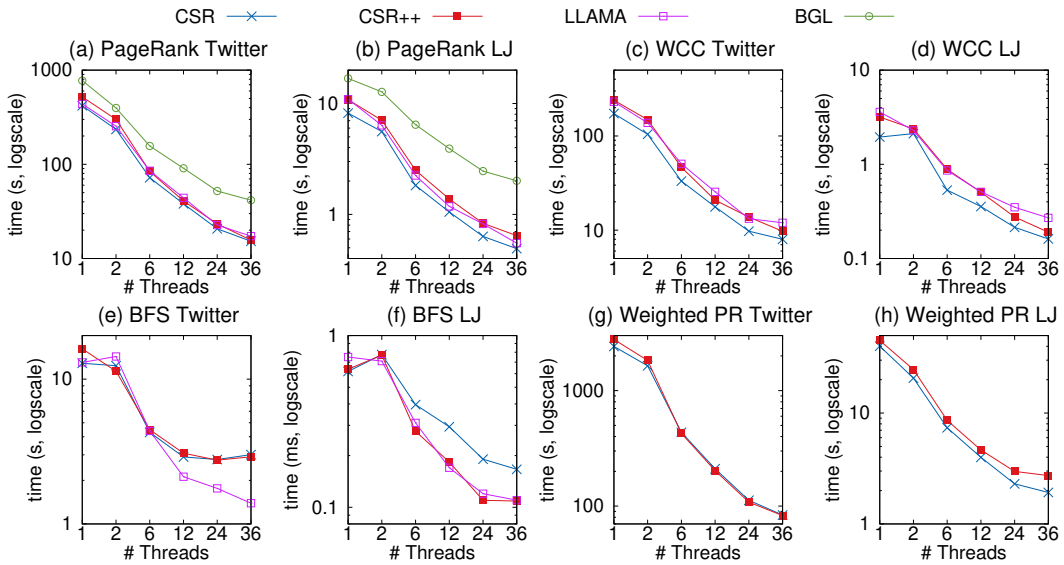 CSR CSR++ LLAMA BGL
(a) PageRank Twitter
time (s, logscale)
1000
100
10
1 2 6 12 24 36
# Threads
(b) PageRank LJ
time (s, logscale)
10
1
1 2 6 12 24 36
# Threads
(c) WCC Twitter
time (s, logscale)
100
10
1 2 6 12 24 36
# Threads
(d) WCC LJ
time (s, logscale)
10
1
0.1
1 2 6 12 24 36
# Threads
(e) BFS Twitter
time (s, logscale)
10
1
1 2 6 12 24 36
# Threads
(f) BFS LJ
time (ms, logscale)
1
0.1
1 2 6 12 24 36
# Threads
(g) Weighted PR Twitter
time (s, logscale)
1000
100
1 2 6 12 24 36
# Threads
(h) Weighted PR LJ
time (s, logscale)
10
1
1 2 6 12 24 36
# Threads